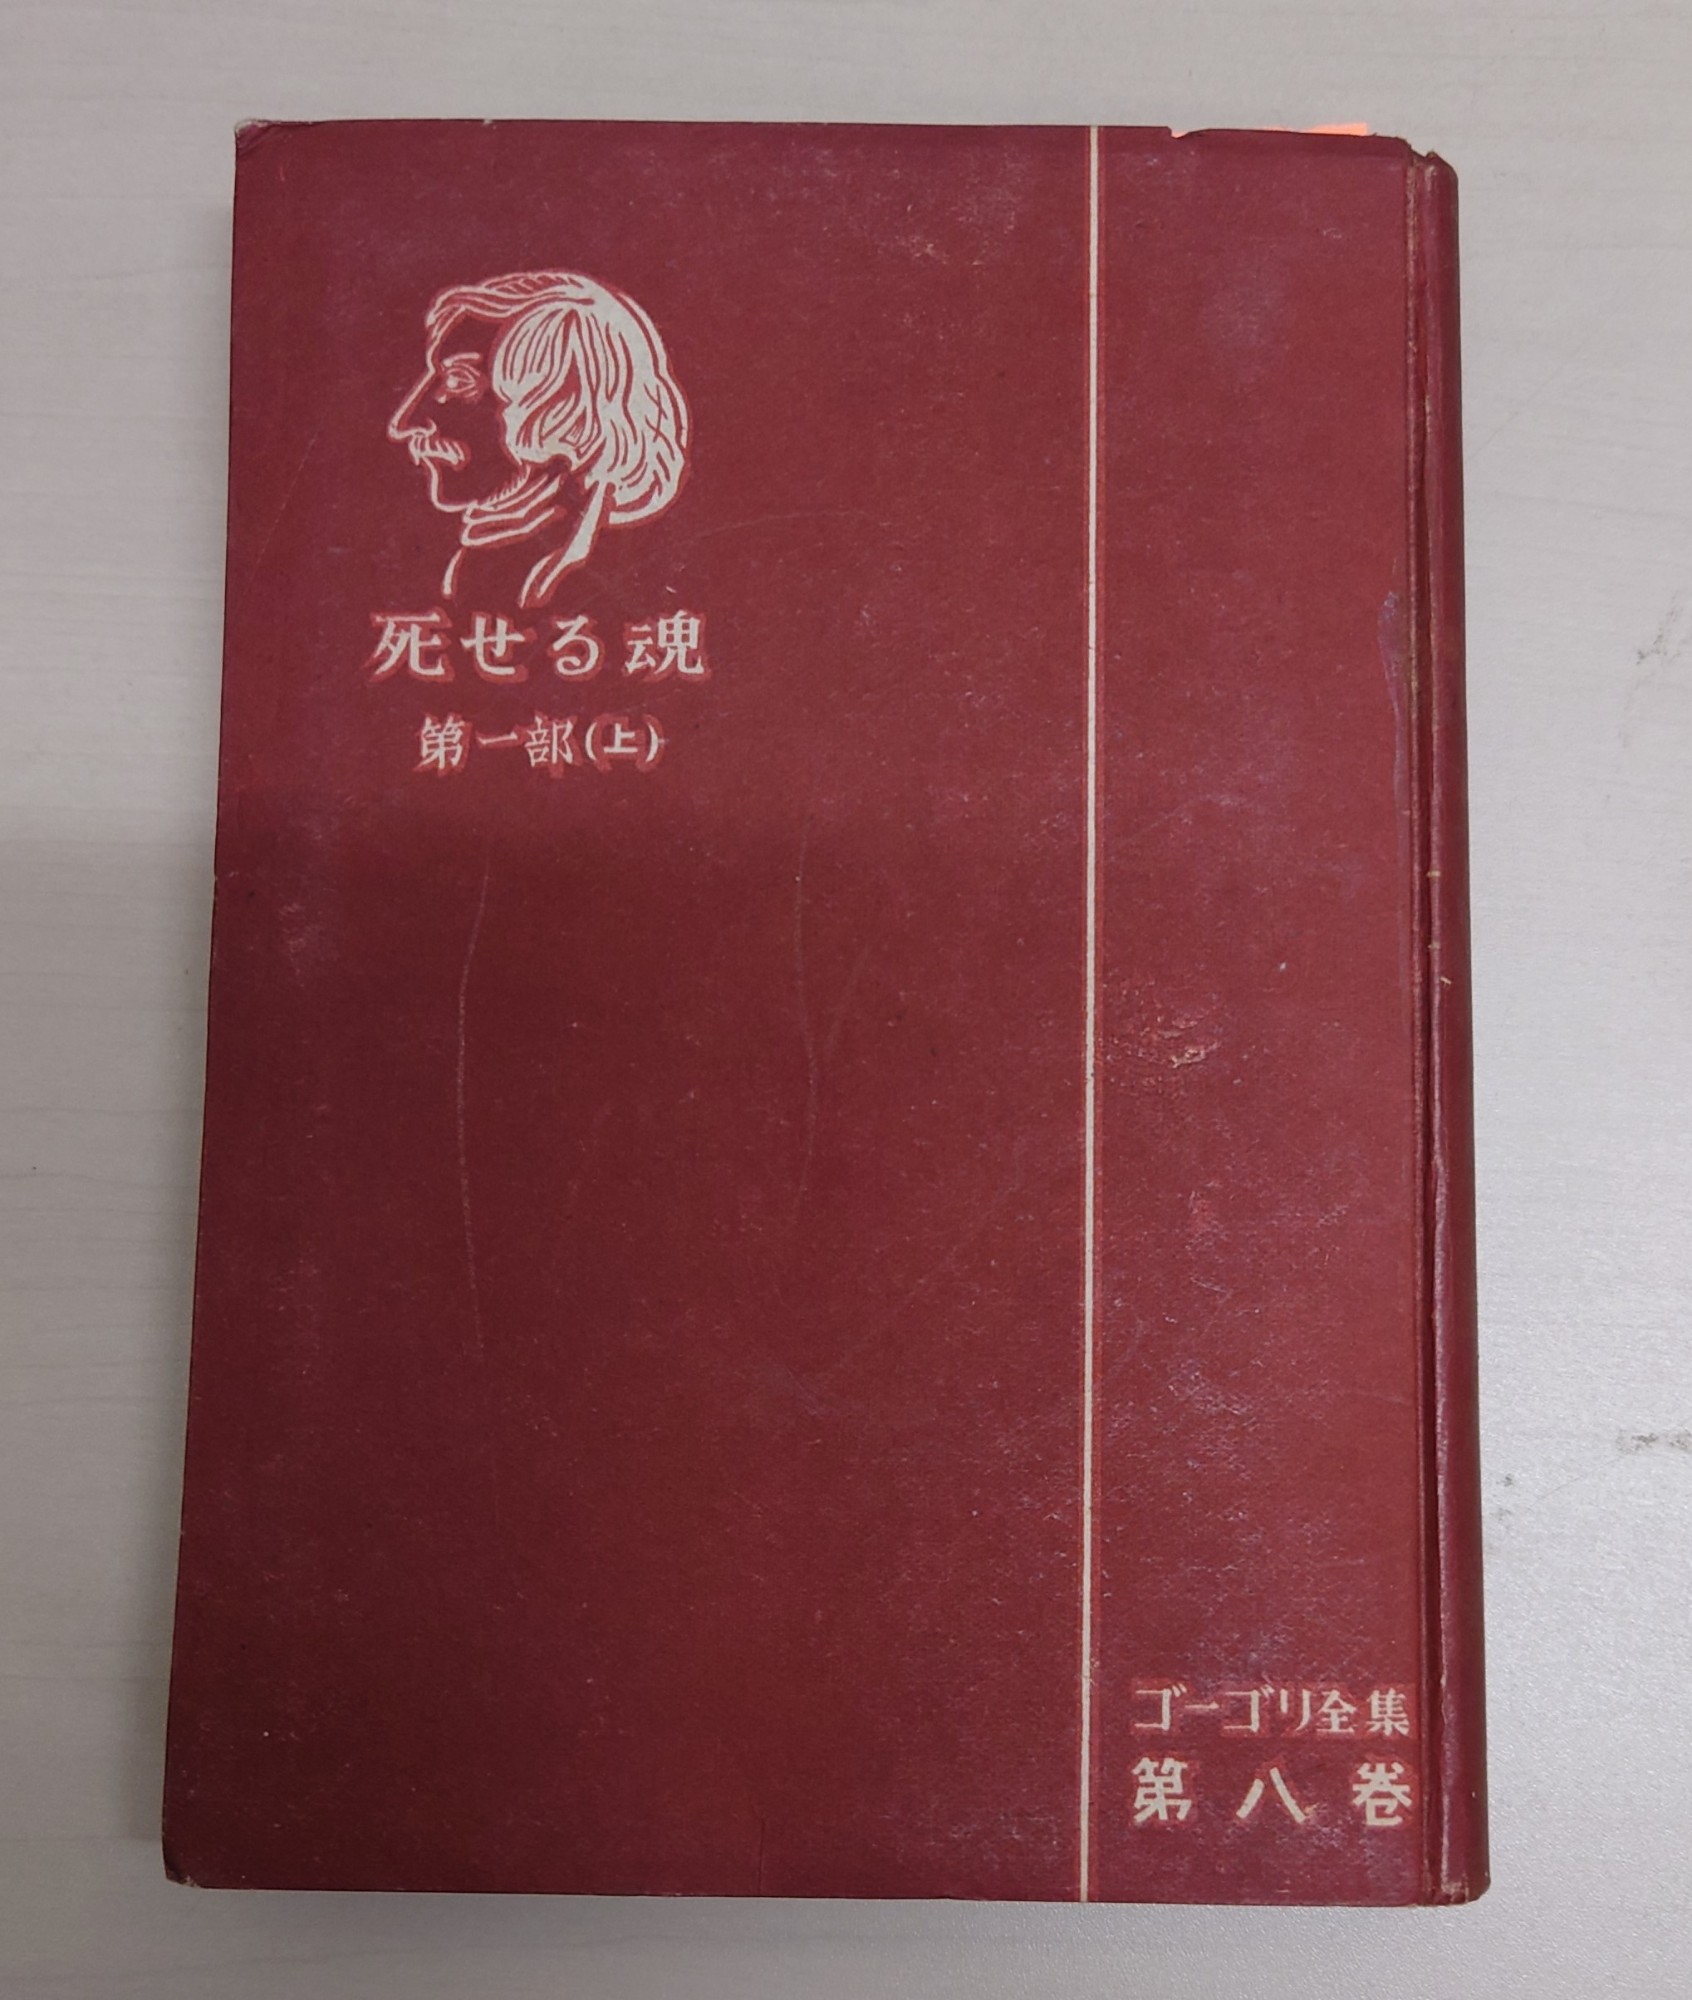 死せる魂
第一部(上)
ゴーゴリ全集
第八巻